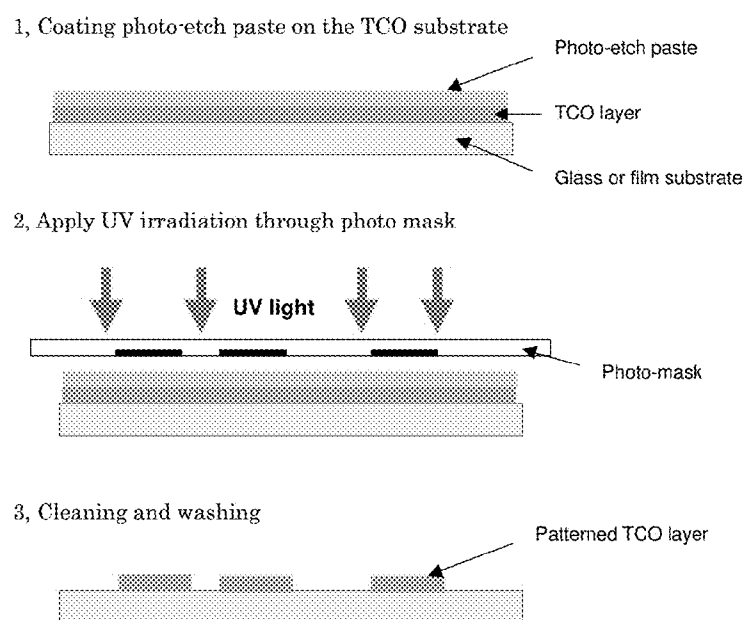 1, Coating photo-etch paste on the TCO substrate
Photo-etch paste
TCO layer
Glass or film substrate
2, Apply UV irradiation through photo mask
UV light
Photo-mask
3, Cleaning and washing
Patterned TCO layer